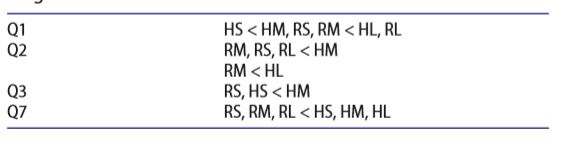 Q1 HS < HM, RS, RM < HL, RL
Q2 RM, RS, RL < HM
RM < HL
Q3 RS, HS < HM
Q7 RS, RM, RL < HS, HM, HL